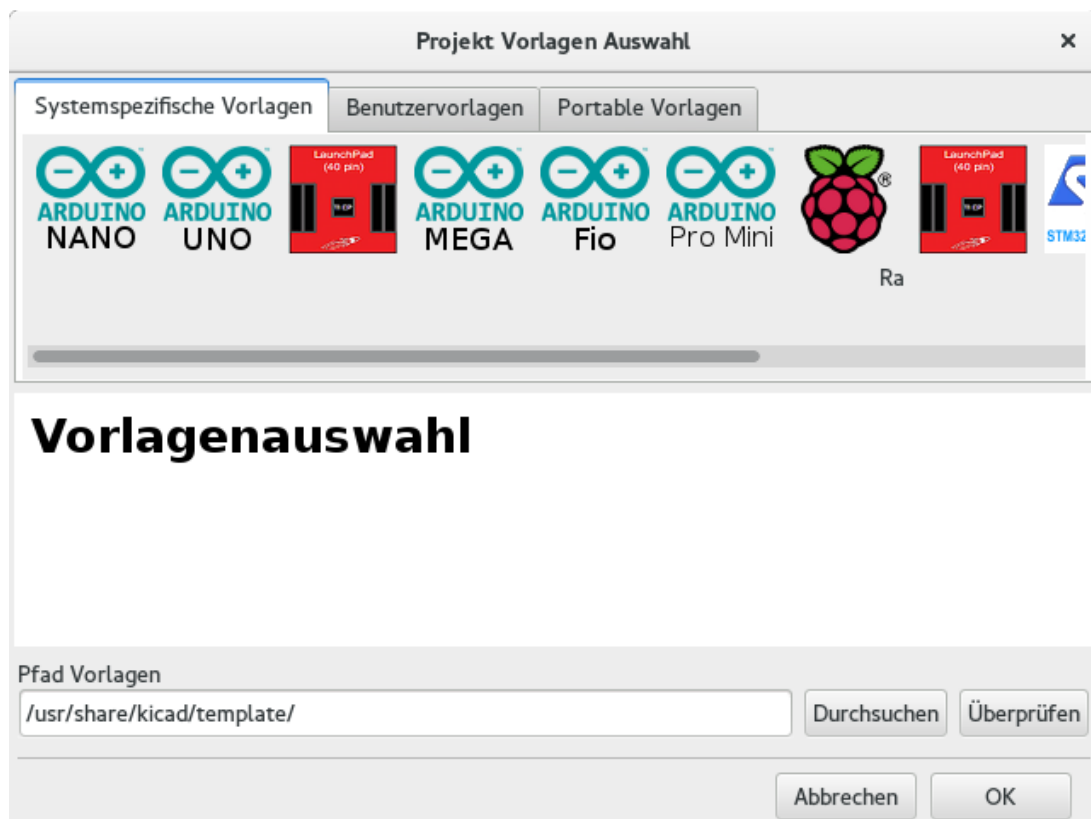 Projekt Vorlagen Auswahl
Systemspezifische Vorlagen Benutzervorlagen Portable Vorlagen
ARDUINO NANO
ARDUINO UNO
LaunchPad (40 pin)
ARDUINO MEGA
ARDUINO Fio
ARDUINO Pro Mini
®
LaunchPad (40 pin)
STM32
Ra
Vorlagenauswahl
Pfad Vorlagen
/usr/share/kicad/template/ Durchsuchen Überprüfen
Abbrechen OK